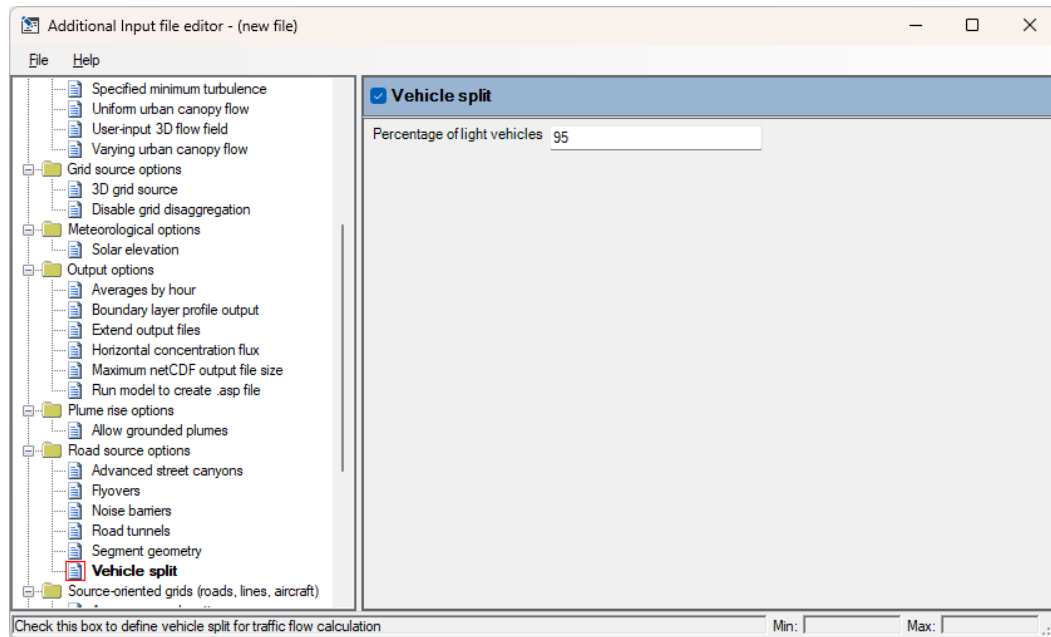 Additional Input file editor - (new file)
File Help
Specified minimum turbulence
Uniform urban canopy flow
User-input 3D flow field
Varying urban canopy flow
Grid source options
3D grid source
Disable grid disaggregation
Meteorological options
Solar elevation
Output options
Averages by hour
Boundary layer profile output
Extend output files
Horizontal concentration flux
Maximum netCDF output file size
Run model to create .asp file
Plume rise options
Allow grounded plumes
Road source options
Advanced street canyons
Flyovers
Noise barriers
Road tunnels
Segment geometry
Vehicle split
Source-oriented grids (roads, lines, aircraft)
Vehicle split
Percentage of light vehicles 95
Check this box to define vehicle split for traffic flow calculation Min: Max: